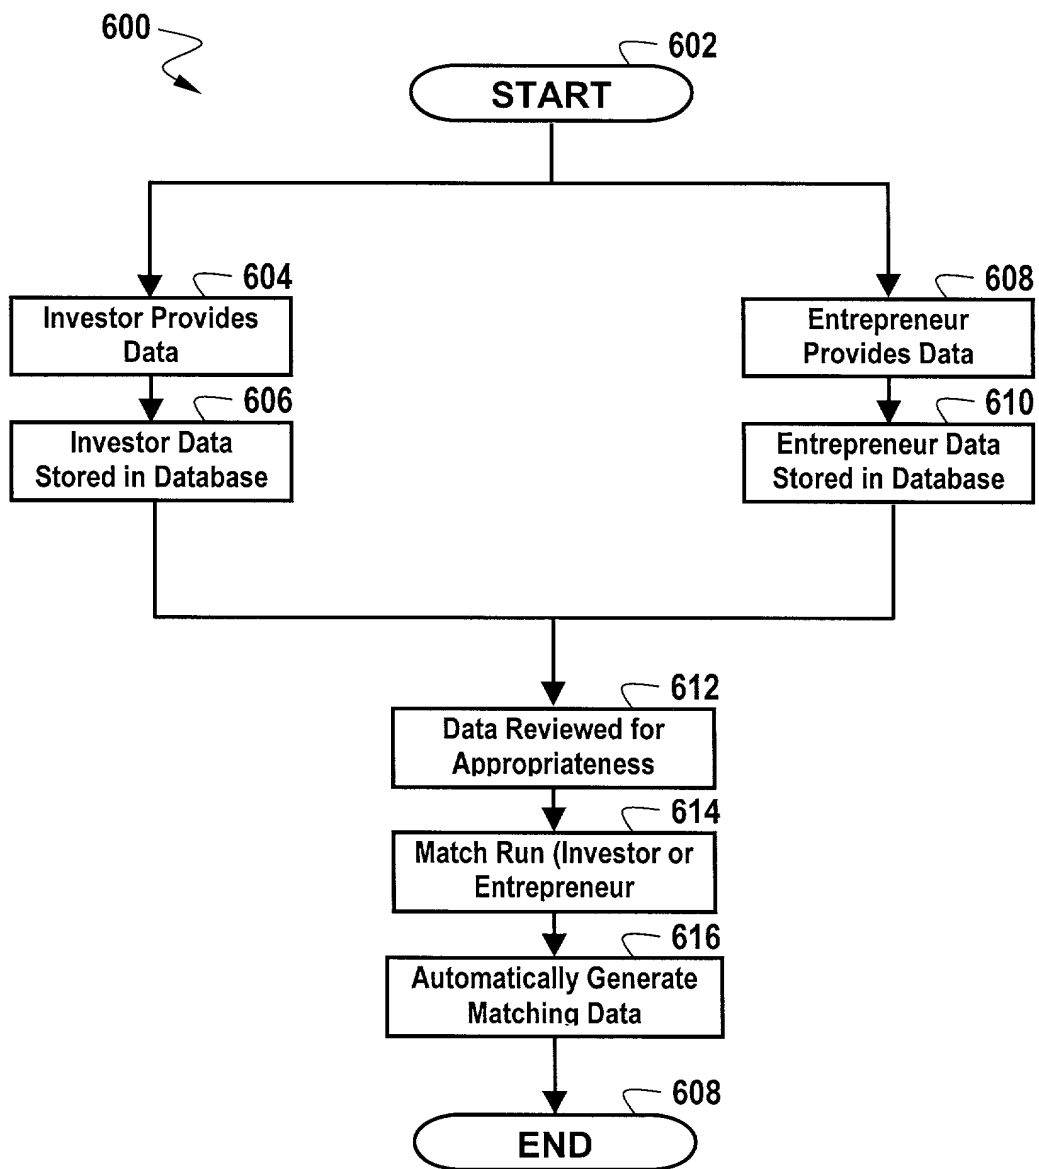 600
602
START
604
Investor Provides
Data
606
Investor Data
Stored in Database
608
Entrepreneur
Provides Data
610
Entrepreneur Data
Stored in Database
612
Data Reviewed for
Appropriateness
614
Match Run (Investor or
Entrepreneur
616
Automatically Generate
Matching Data
608
END